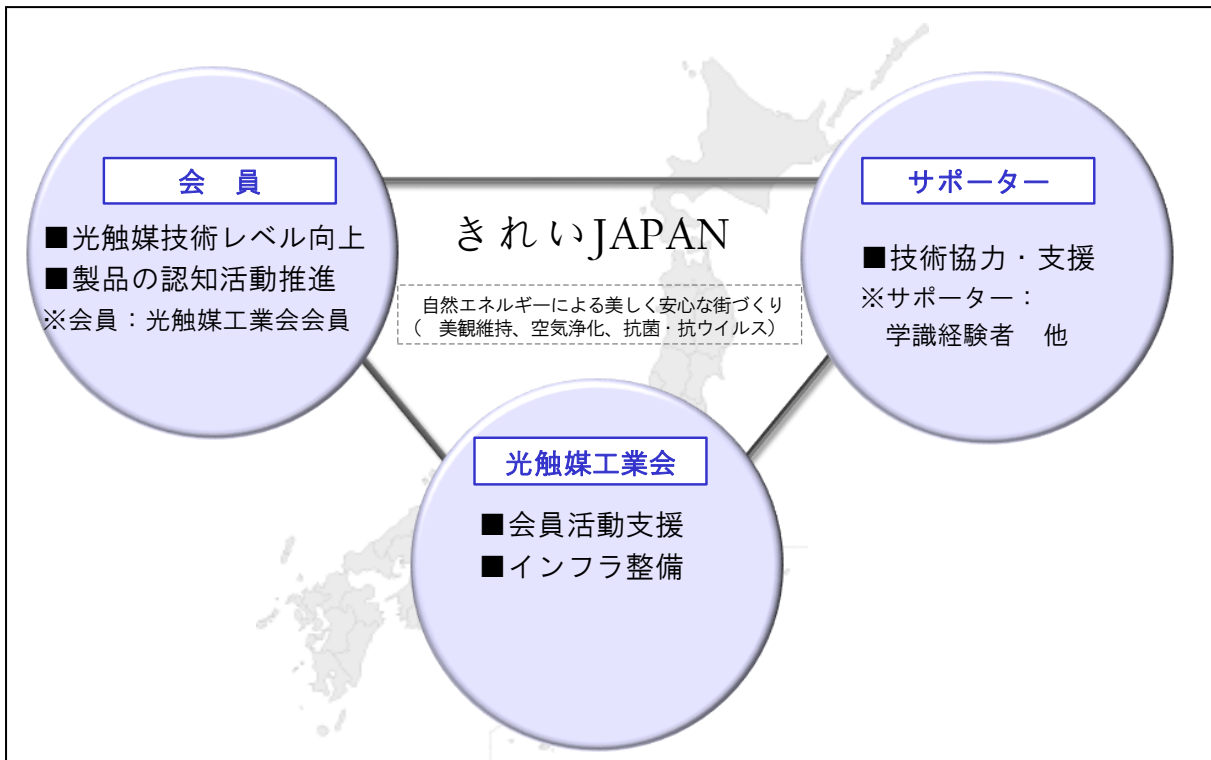 会　員
■光触媒技術レベル向上
■製品の認知活動推進
※会員：光触媒工業会会員
きれいJAPAN
自然エネルギーによる美しく安心な街づくり
（　美観維持、空気浄化、抗菌・抗ウイルス）
サポーター
■技術協力・支援
※サポーター：
学識経験者　他
光触媒工業会
■会員活動支援
■インフラ整備